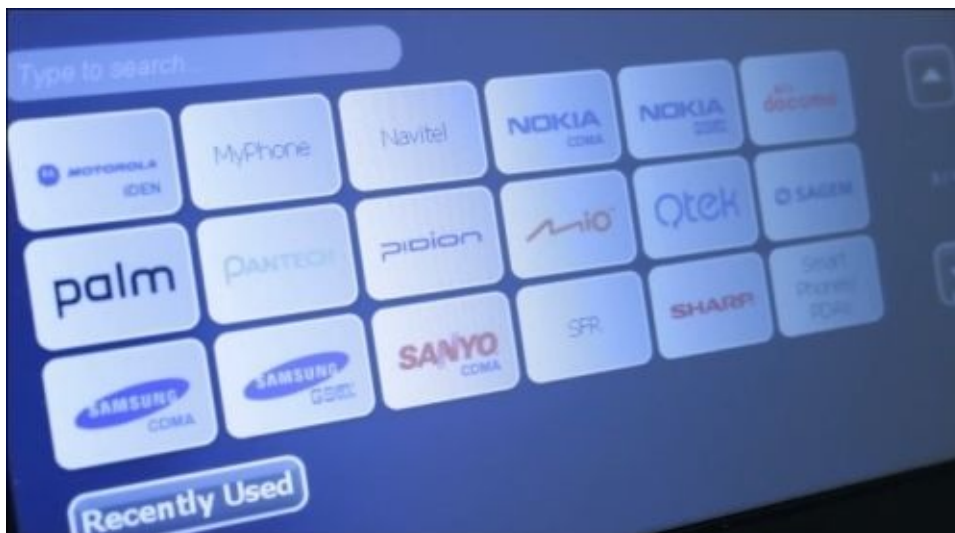 Type to search...
MOTOROLA
iDEN
MyPhone
Navitel
NOKIA
CDMA
NOKIA
GSM
docomo
palm
PANTECH
PIDION
Mio
Qtek
SAGEM
SAMSUNG
CDMA
SAMSUNG
GSM
SANYO
CDMA
SFR
SHARP
Smart
Phones/
PDAs
Recently Used